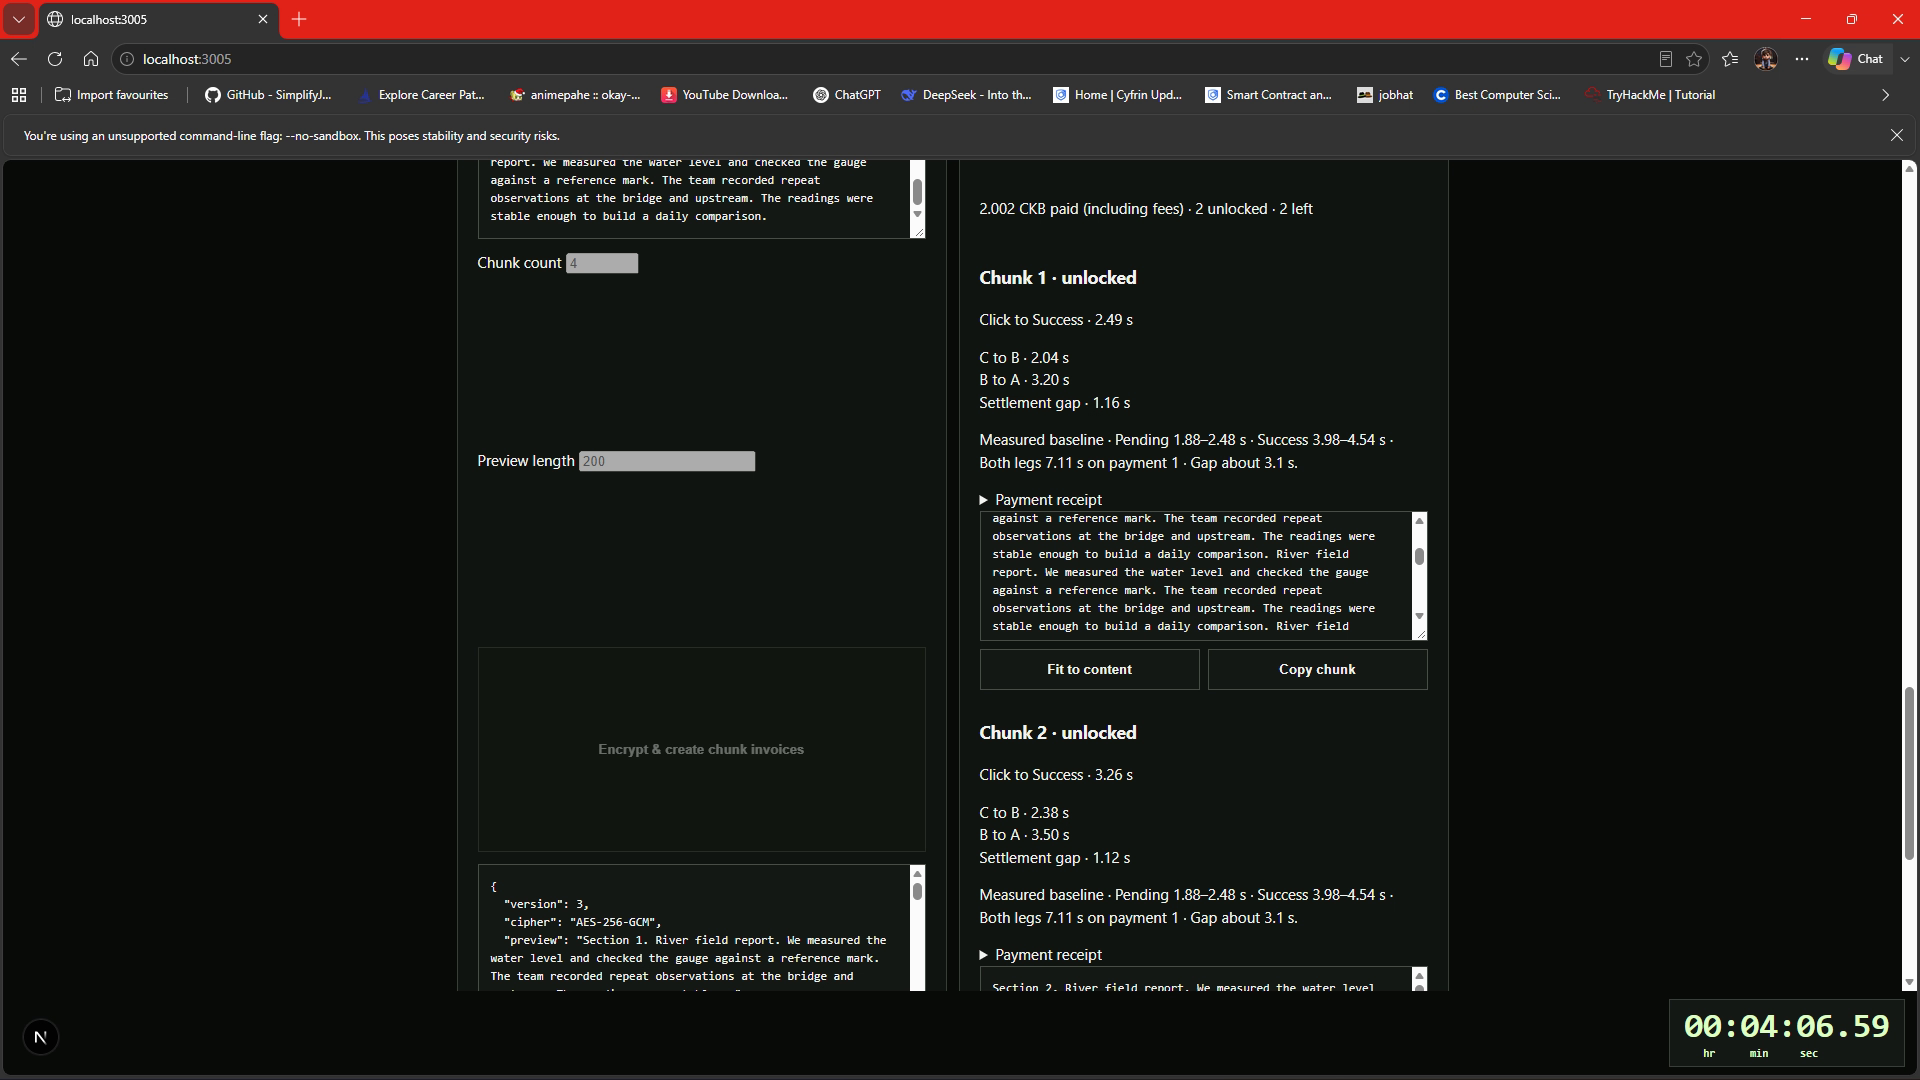 localhost:3005
localhost:3005
Chat
Import favourites
GitHub - SimplifyJ...
Explore Career Pat...
animepahe :: okay-...
YouTube Downloa...
ChatGPT
DeepSeek - Into th...
Home | Cyfrin Upd...
Smart Contract an...
jobhat
Best Computer Sci...
TryHackMe | Tutorial
You're using an unsupported command-line flag: --no-sandbox. This poses stability and security risks.
report. We measured the water level and checked the gauge
against a reference mark. The team recorded repeat
observations at the bridge and upstream. The readings were
stable enough to build a daily comparison.
Chunk count 4
Preview length 200
Encrypt & create chunk invoices
{
"version": 3,
"cipher": "AES-256-GCM",
"preview": "Section 1. River field report. We measured the
water level and checked the gauge against a reference mark.
The team recorded repeat observations at the bridge and
2.002 CKB paid (including fees) · 2 unlocked · 2 left
Chunk 1 · unlocked
Click to Success · 2.49 s
C to B · 2.04 s
B to A · 3.20 s
Settlement gap · 1.16 s
Measured baseline · Pending 1.88–2.48 s · Success 3.98–4.54 s ·
Both legs 7.11 s on payment 1 · Gap about 3.1 s.
Payment receipt
against a reference mark. The team recorded repeat
observations at the bridge and upstream. The readings were
stable enough to build a daily comparison. River field
report. We measured the water level and checked the gauge
against a reference mark. The team recorded repeat
observations at the bridge and upstream. The readings were
stable enough to build a daily comparison. River field
Fit to content
Copy chunk
Chunk 2 · unlocked
Click to Success · 3.26 s
C to B · 2.38 s
B to A · 3.50 s
Settlement gap · 1.12 s
Measured baseline · Pending 1.88–2.48 s · Success 3.98–4.54 s ·
Both legs 7.11 s on payment 1 · Gap about 3.1 s.
Payment receipt
Section 2. River field report. We measured the water level
N
00:04:06.59
hr min sec